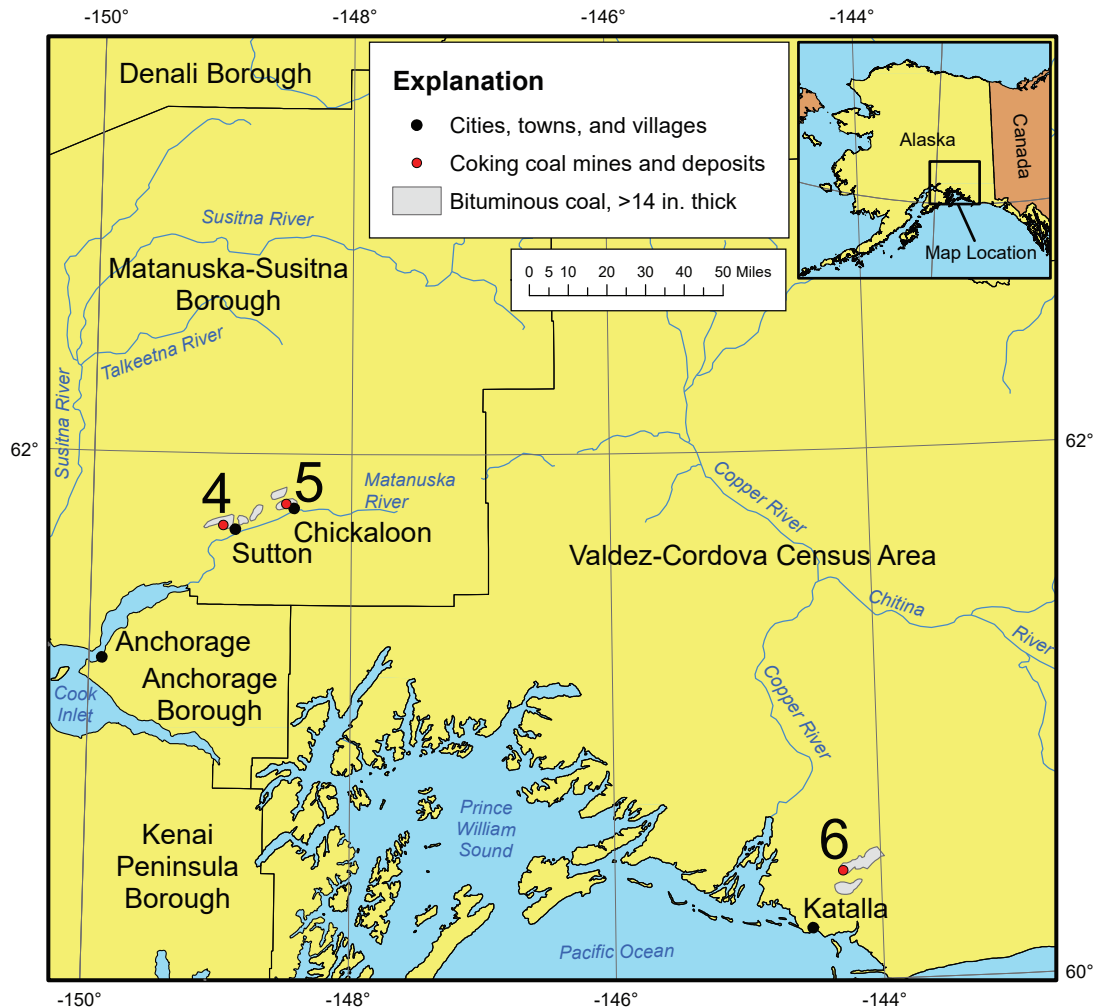 -150°
-148°
-146°
-144°
Denali Borough
Explanation
Cities, towns, and villages
Coking coal mines and deposits
Bituminous coal, >14 in. thick
Alaska
Canada
Map Location
0 5 10 20 30 40 50 Miles
Susitna River
Matanuska-Susitna
Borough
Talkeetna River
Susitna River
62°
62°
4
5
Matanuska
River
Chickaloon
Sutton
Copper River
Valdez-Cordova Census Area
Chitina
River
Anchorage
Anchorage
Borough
Cook
Inlet
Copper River
Prince
William
Sound
Kenai
Peninsula
Borough
6
Katalla
Pacific Ocean
60°
-150°
-148°
-146°
-144°